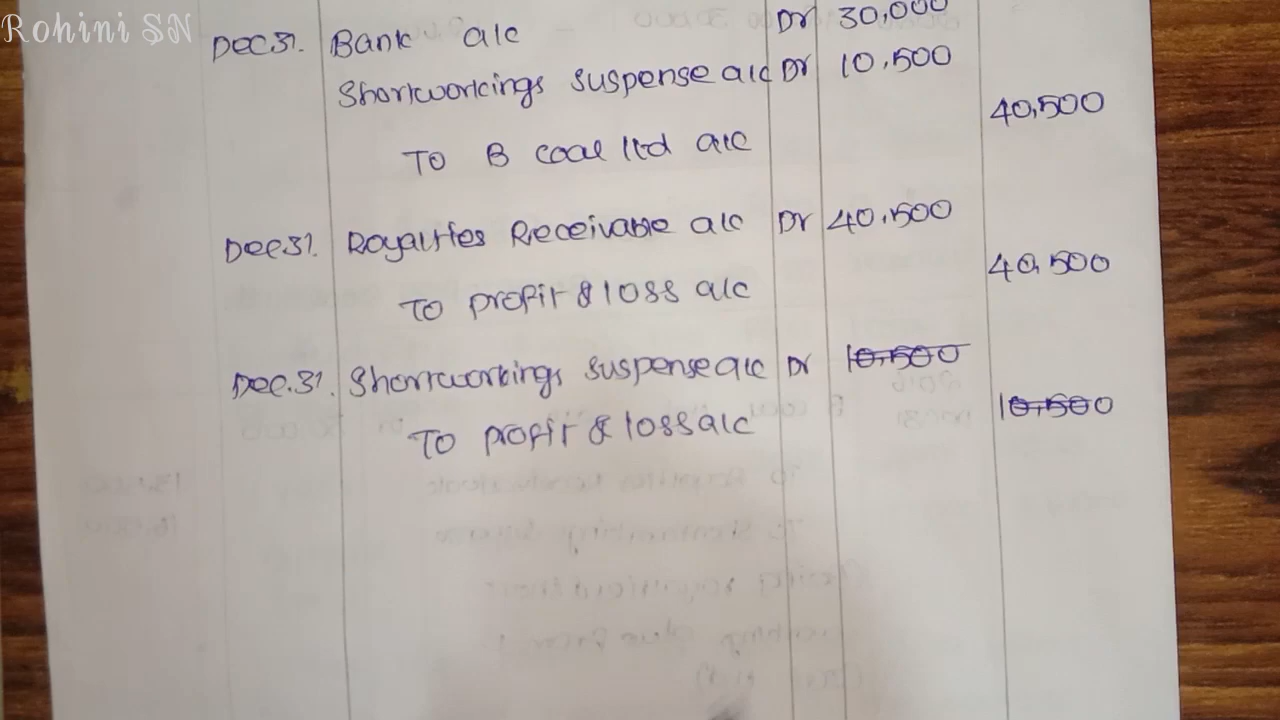 Rohini SN
Dec.31. Bank a/c Dr 30,000
Shortworkings suspense a/c Dr 10,500
To B coal ltd a/c 40,500
Dec.31. Royalties Receivable a/c Dr 40,500
To profit & loss a/c 40,500
Dec.31. Shortworkings suspense a/c Dr 10,500
To profit & loss a/c 10,500